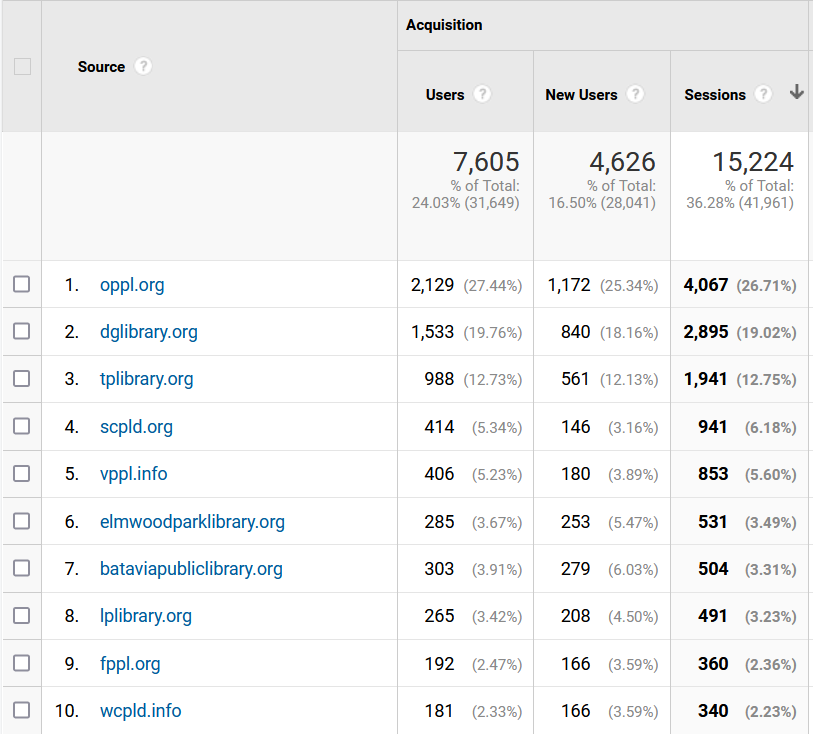 Acquisition
Source ?
Users ? New Users ? Sessions ?
7,605 4,626 15,224
% of Total: % of Total: % of Total:
24.03% (31,649) 16.50% (28,041) 36.28% (41,961)
1. oppl.org 2,129 (27.44%) 1,172 (25.34%) 4,067 (26.71%)
2. dglibrary.org 1,533 (19.76%) 840 (18.16%) 2,895 (19.02%)
3. tplibrary.org 988 (12.73%) 561 (12.13%) 1,941 (12.75%)
4. scpld.org 414 (5.34%) 146 (3.16%) 941 (6.18%)
5. vppl.info 406 (5.23%) 180 (3.89%) 853 (5.60%)
6. elmwoodparklibrary.org 285 (3.67%) 253 (5.47%) 531 (3.49%)
7. bataviapubliclibrary.org 303 (3.91%) 279 (6.03%) 504 (3.31%)
8. lplibrary.org 265 (3.42%) 208 (4.50%) 491 (3.23%)
9. fppl.org 192 (2.47%) 166 (3.59%) 360 (2.36%)
10. wcpld.info 181 (2.33%) 166 (3.59%) 340 (2.23%)